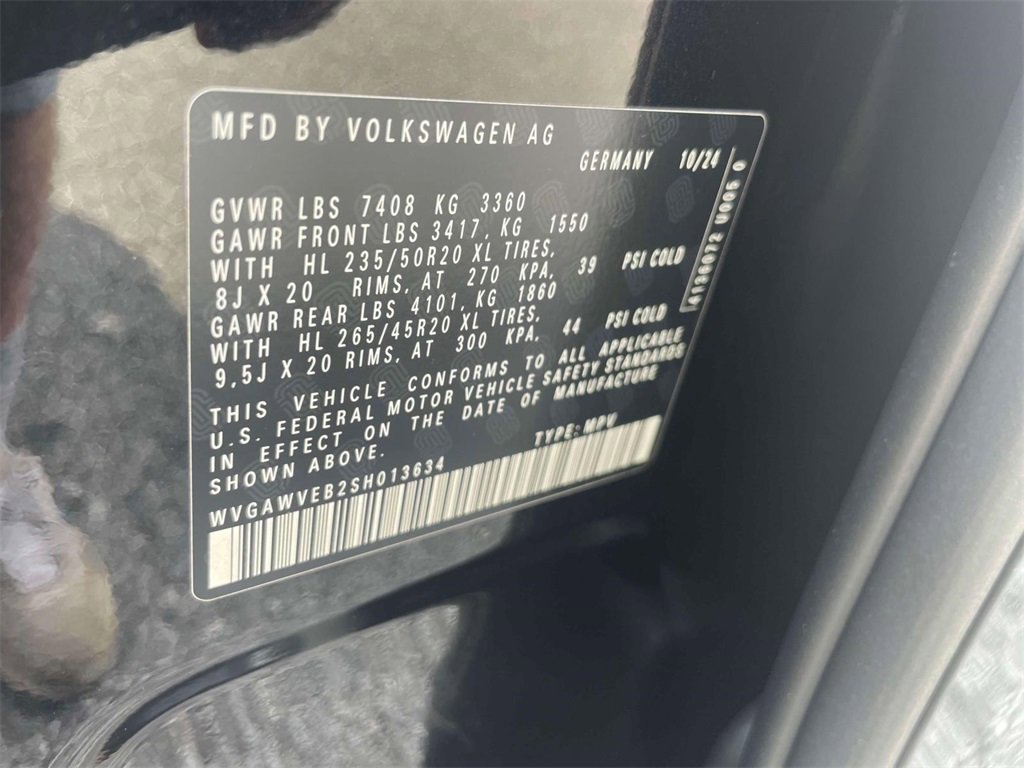 MFD BY VOLKSWAGEN AG
GERMANY 10/24
GVWR LBS 7408 KG 3360
GAWR FRONT LBS 3417, KG 1550
WITH HL 235/50R20 XL TIRES,
8J X 20 RIMS, AT 270 KPA, 39 PSI COLD
GAWR REAR LBS 4101, KG 1860
WITH HL 265/45R20 XL TIRES,
9,5J X 20 RIMS, AT 300 KPA, 44 PSI COLD
THIS VEHICLE CONFORMS TO ALL APPLICABLE
U.S. FEDERAL MOTOR VEHICLE SAFETY STANDARDS
IN EFFECT ON THE DATE OF MANUFACTURE
SHOWN ABOVE.
TYPE: MPV
WVGAWVEB2SH013634